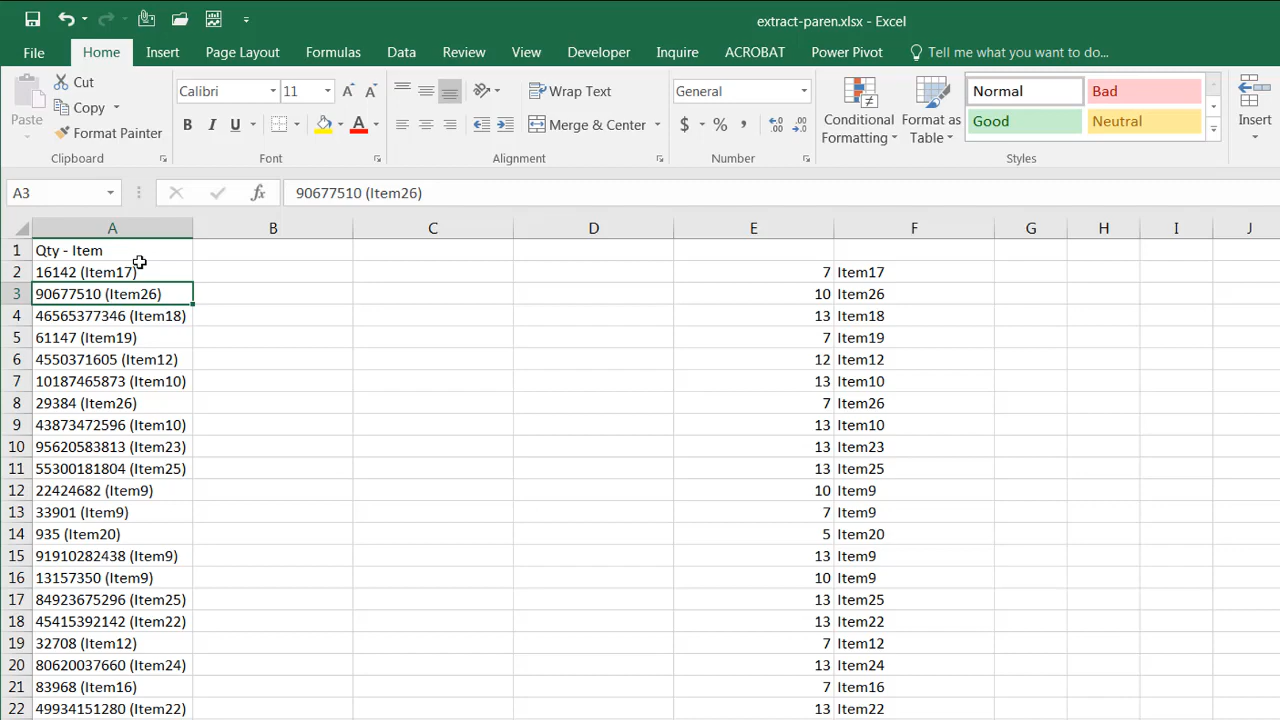 extract-paren.xlsx - Excel
File Home Insert Page Layout Formulas Data Review View Developer Inquire ACROBAT Power Pivot Tell me what you want to do...
Paste
Cut
Copy
Format Painter
Clipboard
Calibri 11
A A
B I U A
Font
Wrap Text
Merge & Center
Alignment
General
$ % , .0 .00 .00 .0
Number
Conditional Formatting
Format as Table
Normal Bad
Good Neutral
Styles
Insert
A3 fx 90677510 (Item26)
A B C D E F G H I J
1 Qty - Item
2 16142 (Item17) 7 Item17
3 90677510 (Item26) 10 Item26
4 46565377346 (Item18) 13 Item18
5 61147 (Item19) 7 Item19
6 4550371605 (Item12) 12 Item12
7 10187465873 (Item10) 13 Item10
8 29384 (Item26) 7 Item26
9 43873472596 (Item10) 13 Item10
10 95620583813 (Item23) 13 Item23
11 55300181804 (Item25) 13 Item25
12 22424682 (Item9) 10 Item9
13 33901 (Item9) 7 Item9
14 935 (Item20) 5 Item20
15 91910282438 (Item9) 13 Item9
16 13157350 (Item9) 10 Item9
17 84923675296 (Item25) 13 Item25
18 45415392142 (Item22) 13 Item22
19 32708 (Item12) 7 Item12
20 80620037660 (Item24) 13 Item24
21 83968 (Item16) 7 Item16
22 49934151280 (Item22) 13 Item22